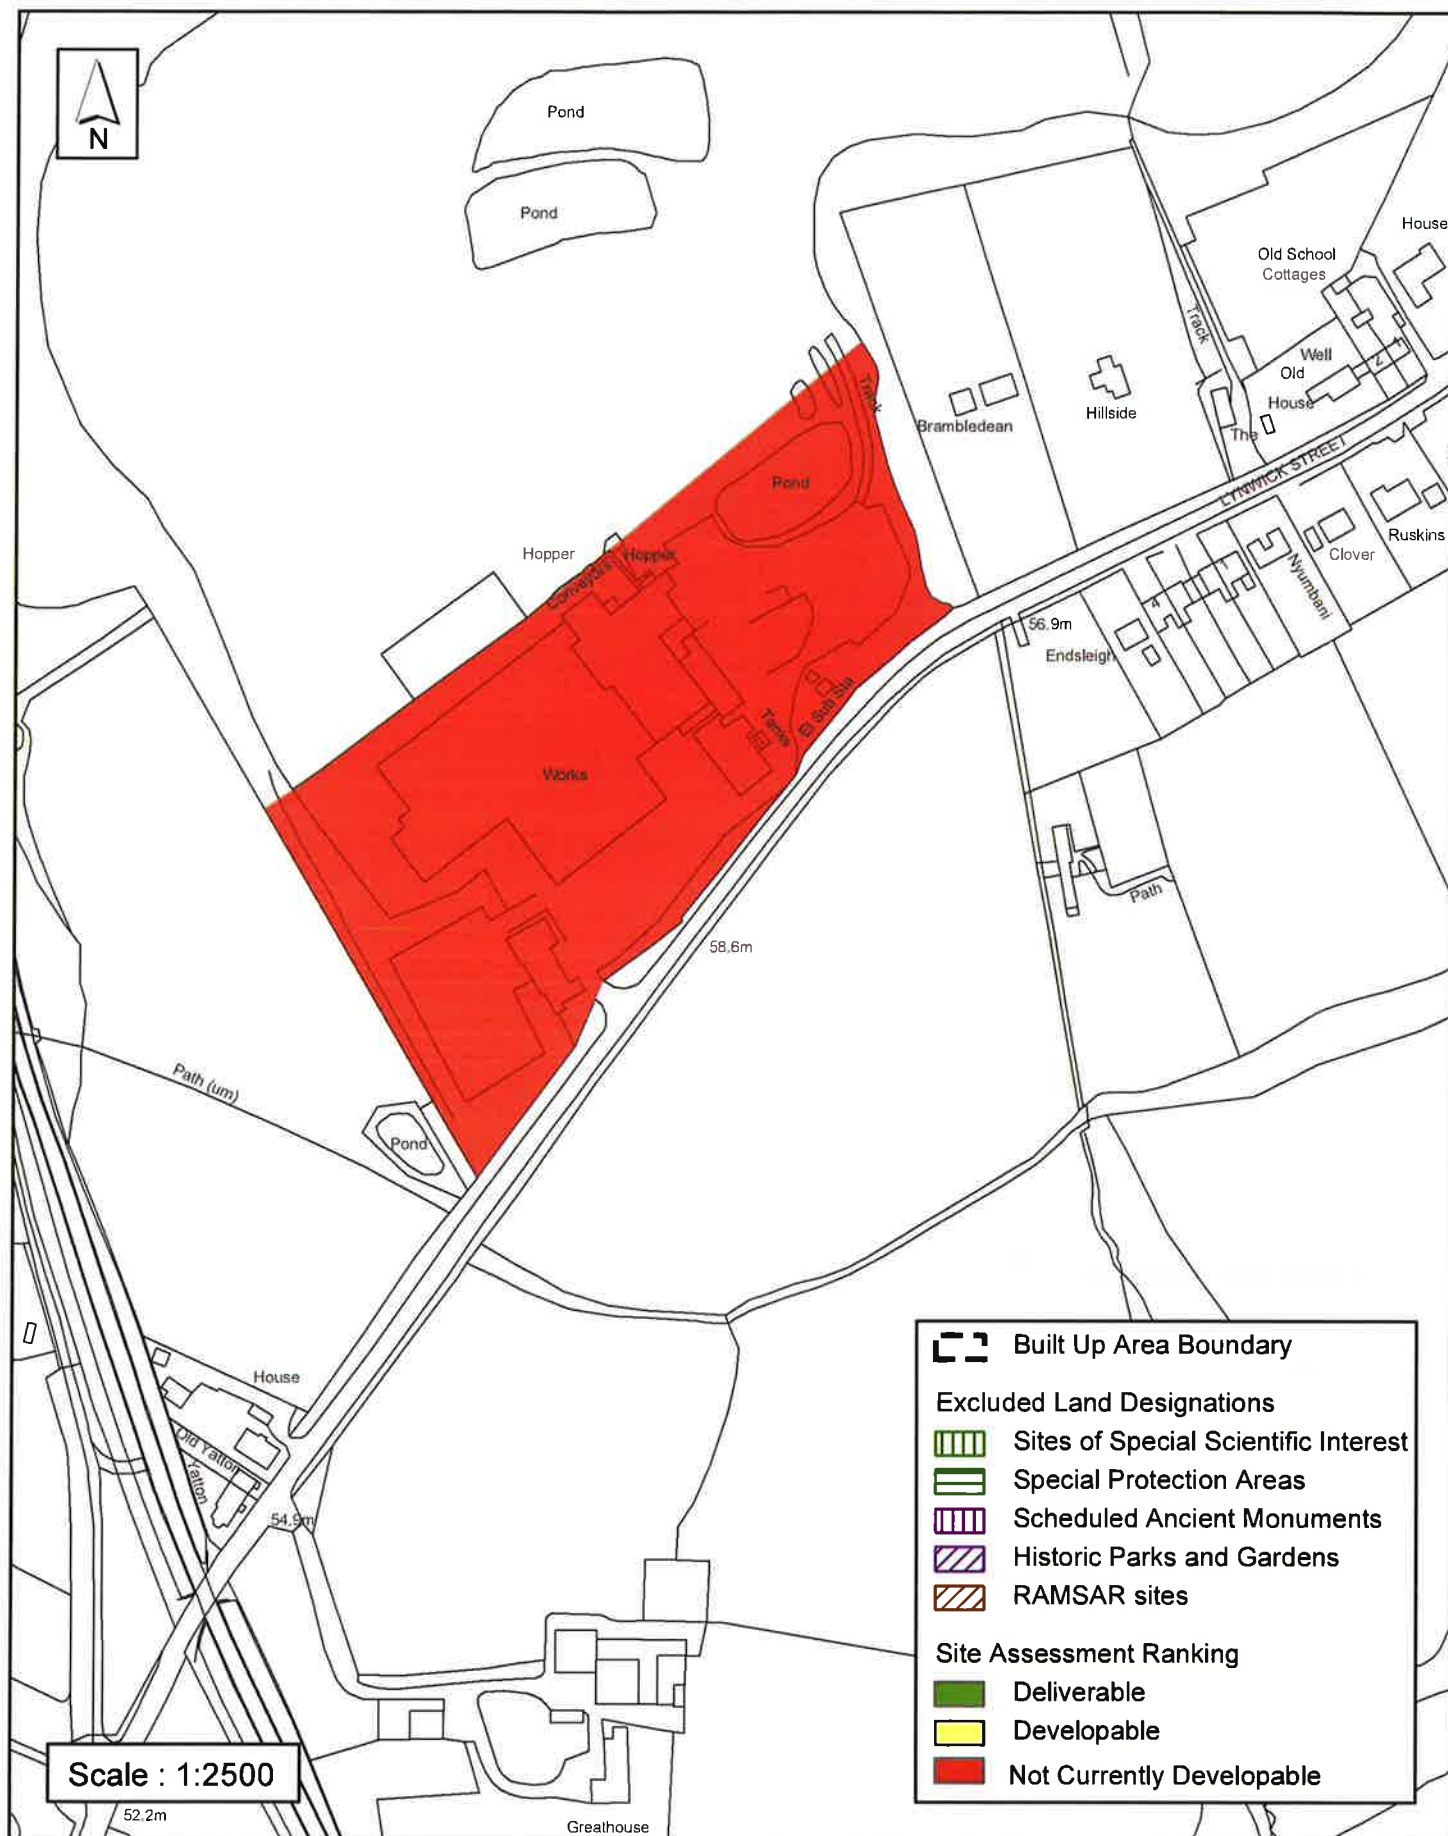 N
Pond
Pond
House
Old School
Cottages
Track
Well
Old
House
2
1
The
Hillside
Brambledean
Track
LYNWICK STREET
Pond
Hopper
Hopper
Conveyors
Ruskins
Clover
Nyumbani
1
4
56.9m
Endsleigh
El Sub Sta
Tanks
Works
Path
58.6m
Path (um)
Pond
House
Old Yatton
Yatton
54.9m
Built Up Area Boundary
Excluded Land Designations
Sites of Special Scientific Interest
Special Protection Areas
Scheduled Ancient Monuments
Historic Parks and Gardens
RAMSAR sites
Site Assessment Ranking
Deliverable
Developable
Not Currently Developable
Scale : 1:2500
52.2m
Greathouse